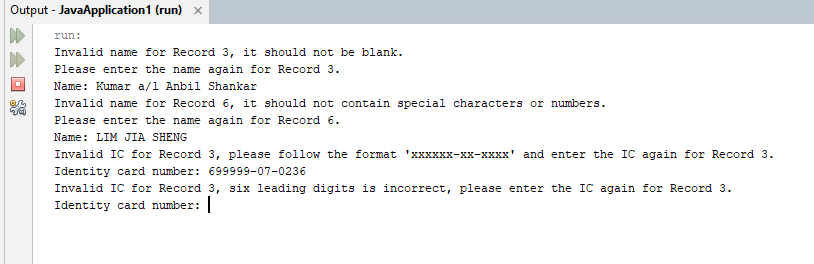 Output - JavaApplication1 (run) ×
run:
Invalid name for Record 3, it should not be blank.
Please enter the name again for Record 3.
Name: Kumar a/l Anbil Shankar
Invalid name for Record 6, it should not contain special characters or numbers.
Please enter the name again for Record 6.
Name: LIM JIA SHENG
Invalid IC for Record 3, please follow the format 'xxxxxx-xx-xxxx' and enter the IC again for Record 3.
Identity card number: 699999-07-0236
Invalid IC for Record 3, six leading digits is incorrect, please enter the IC again for Record 3.
Identity card number: